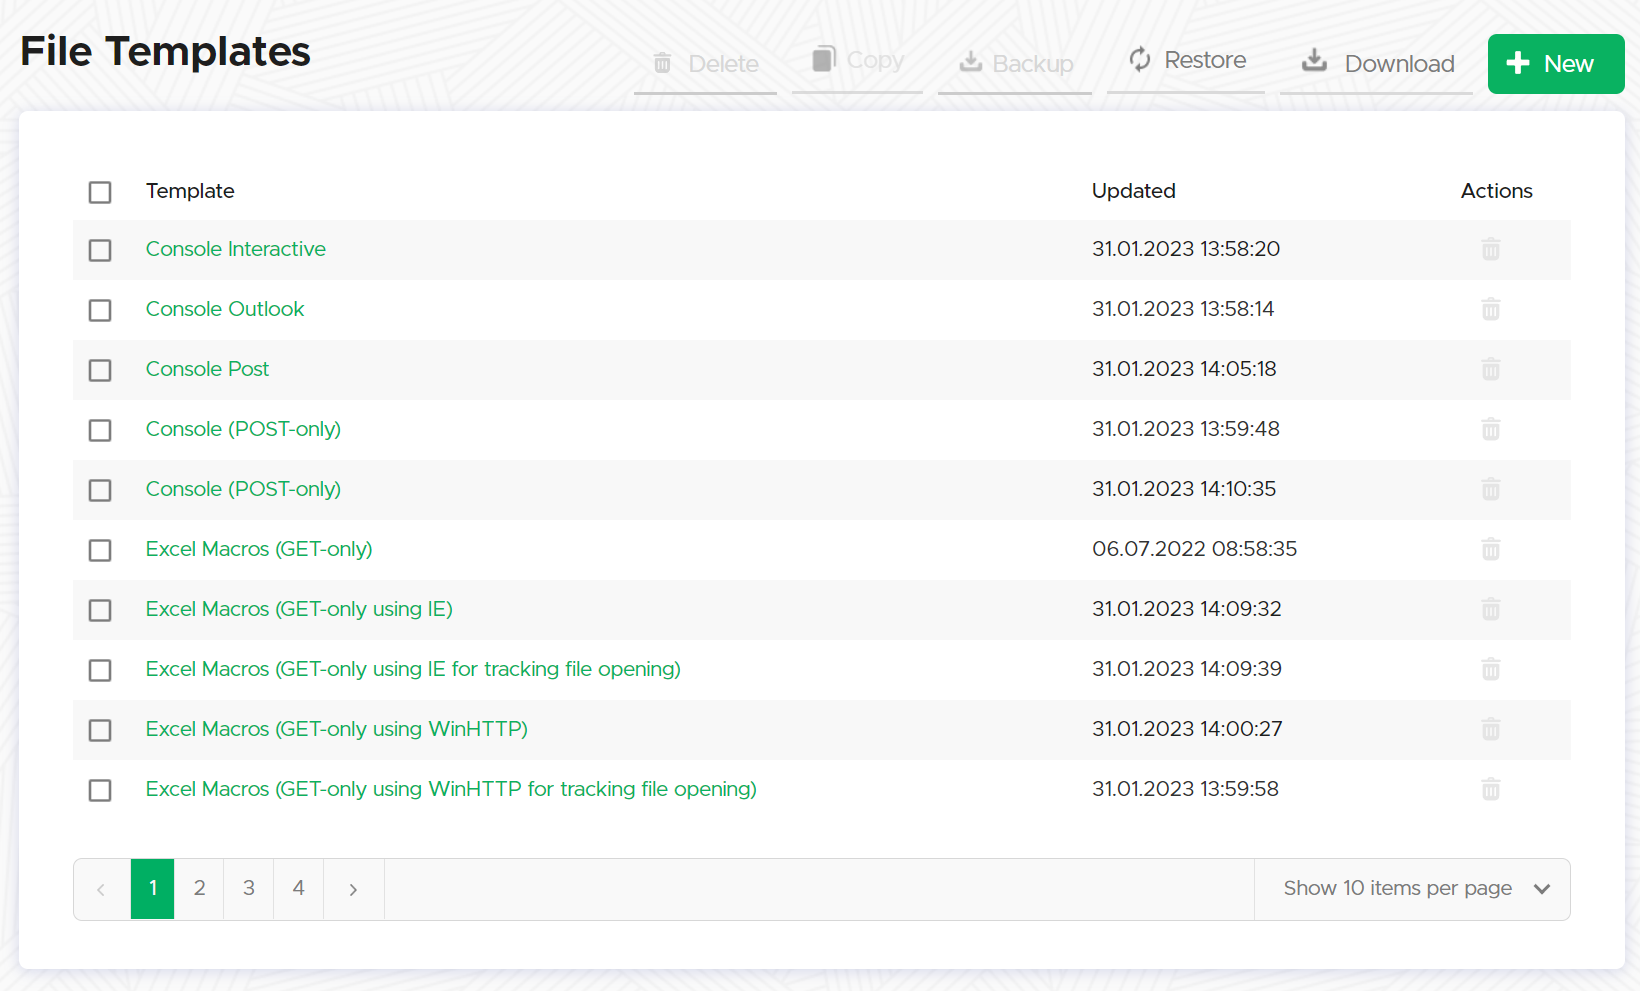 File Templates
Delete Copy Backup Restore Download New
Template Updated Actions
Console Interactive 31.01.2023 13:58:20
Console Outlook 31.01.2023 13:58:14
Console Post 31.01.2023 14:05:18
Console (POST-only) 31.01.2023 13:59:48
Console (POST-only) 31.01.2023 14:10:35
Excel Macros (GET-only) 06.07.2022 08:58:35
Excel Macros (GET-only using IE) 31.01.2023 14:09:32
Excel Macros (GET-only using IE for tracking file opening) 31.01.2023 14:09:39
Excel Macros (GET-only using WinHTTP) 31.01.2023 14:00:27
Excel Macros (GET-only using WinHTTP for tracking file opening) 31.01.2023 13:59:58
1 2 3 4 Show 10 items per page